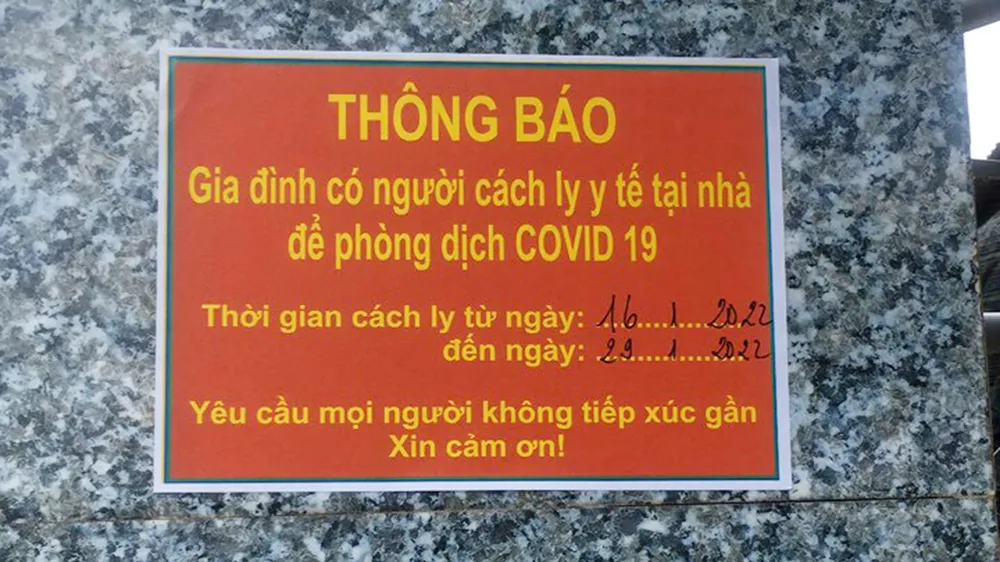 THÔNG BÁO
Gia đình có người cách ly y tế tại nhà
để phòng dịch COVID 19
Thời gian cách ly từ ngày: 16 1 2022
đến ngày: 29 1 2022
Yêu cầu mọi người không tiếp xúc gần
Xin cảm ơn!